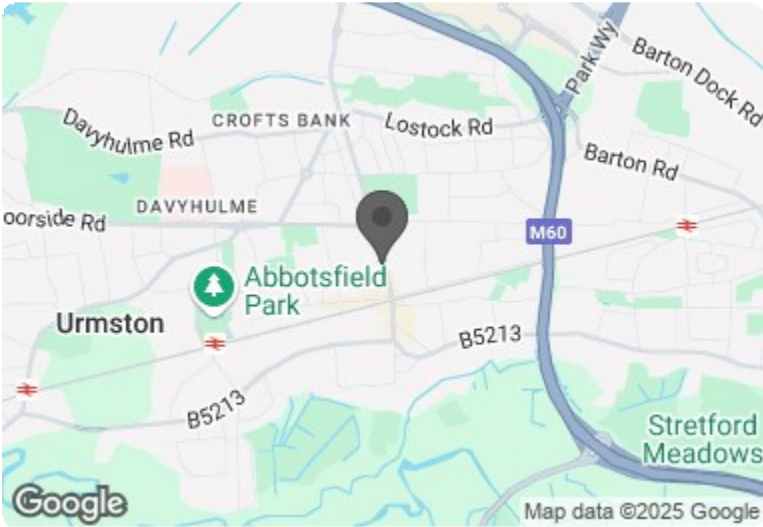 Park Wy
Barton Dock Rd
Davyhulme Rd
CROFTS BANK
Lostock Rd
Barton Rd
DAVYHULME
oorside Rd
M60
Abbotsfield
Park
Urmston
B5213
B5213
Stretford
Meadows
Google
Map data ©2025 Google